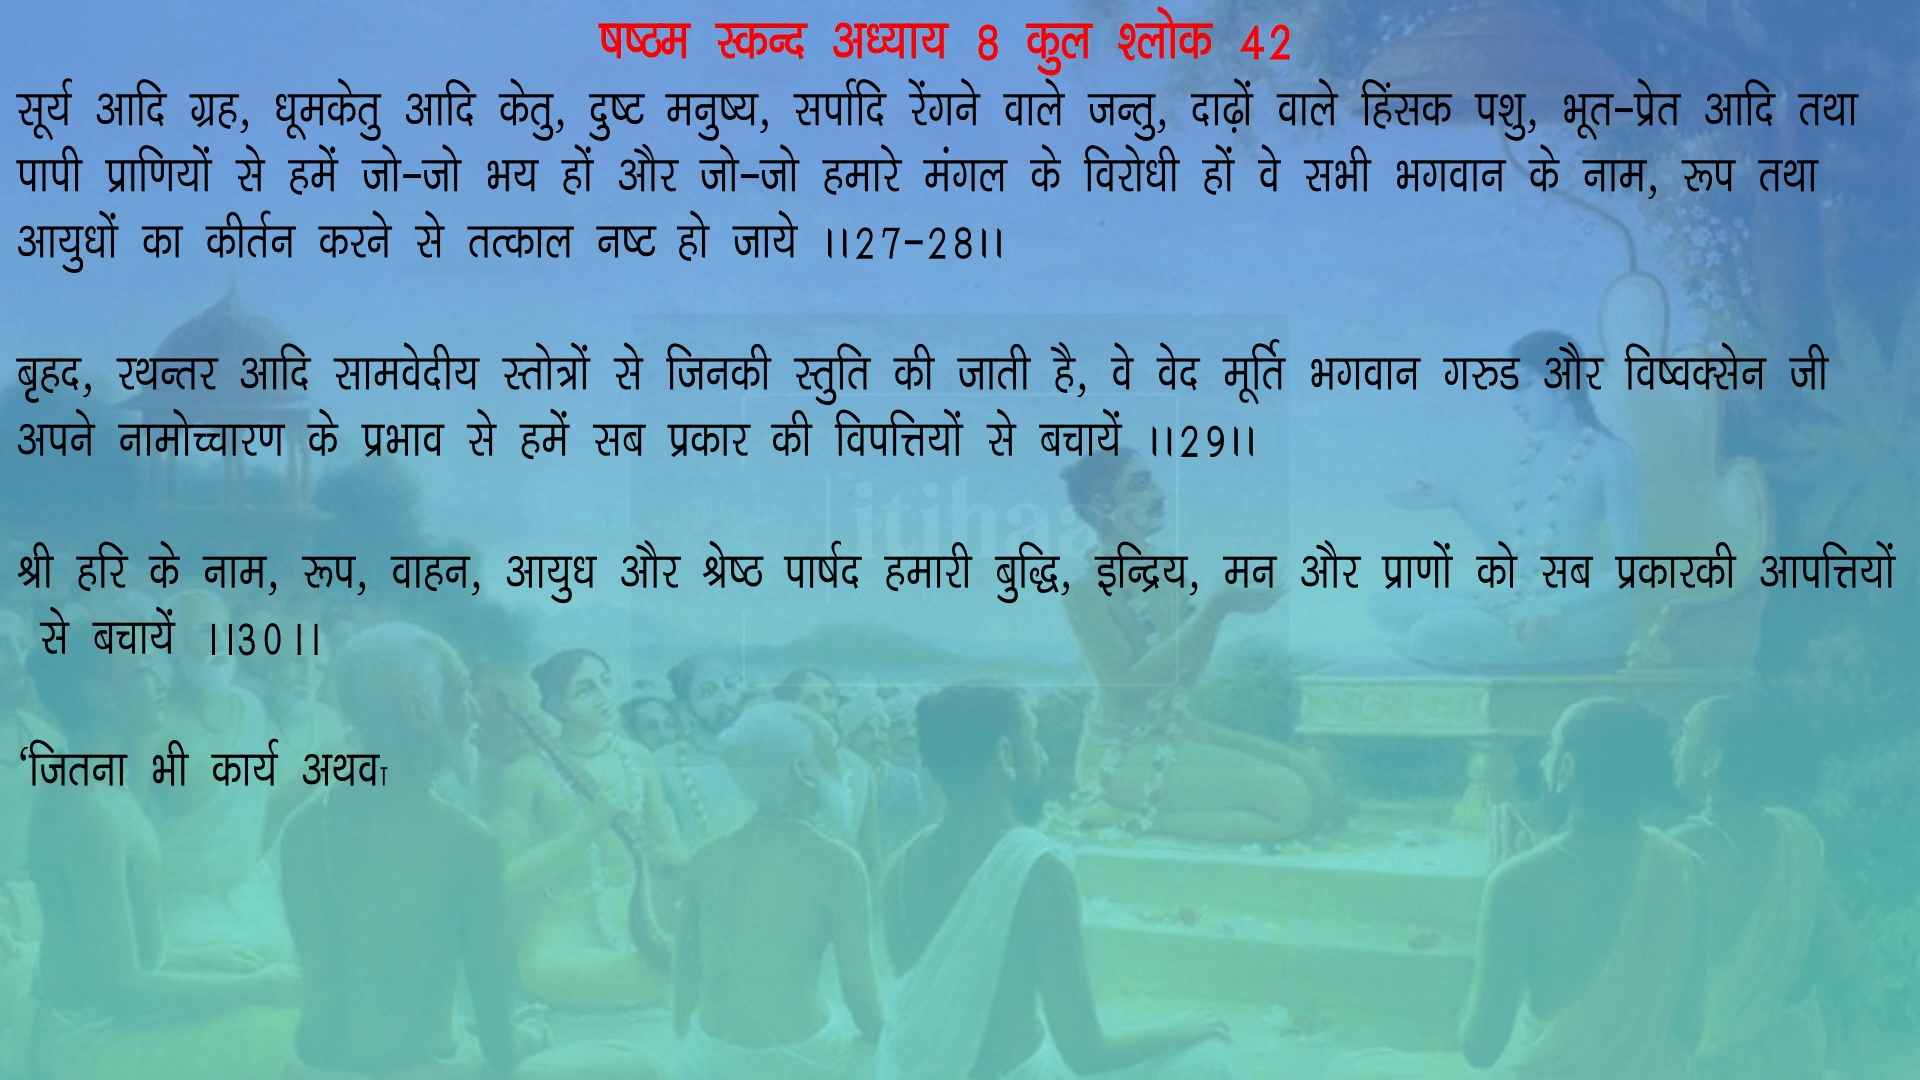 षष्ठम स्कन्द अध्याय 8 कुल श्लोक 42
सूर्य आदि ग्रह, धूमकेतु आदि केतु, दुष्ट मनुष्य, सर्पादि रेंगने वाले जन्तु, दाढ़ों वाले हिंसक पशु, भूत-प्रेत आदि तथा
पापी प्राणियों से हमें जो-जो भय हों और जो-जो हमारे मंगल के विरोधी हों वे सभी भगवान के नाम, रूप तथा
आयुधों का कीर्तन करने से तत्काल नष्ट हो जाये ।।27-28।।
बृहद, रथन्तर आदि सामवेदीय स्तोत्रों से जिनकी स्तुति की जाती है, वे वेद मूर्ति भगवान गरुड और विष्वक्सेन जी
अपने नामोच्चारण के प्रभाव से हमें सब प्रकार की विपत्तियों से बचायें ।।29।।
itihaas
श्री हरि के नाम, रूप, वाहन, आयुध और श्रेष्ठ पार्षद हमारी बुद्धि, इन्द्रिय, मन और प्राणों को सब प्रकारकी आपत्तियों
से बचायें ।।30।।
‘जितना भी कार्य अथवा